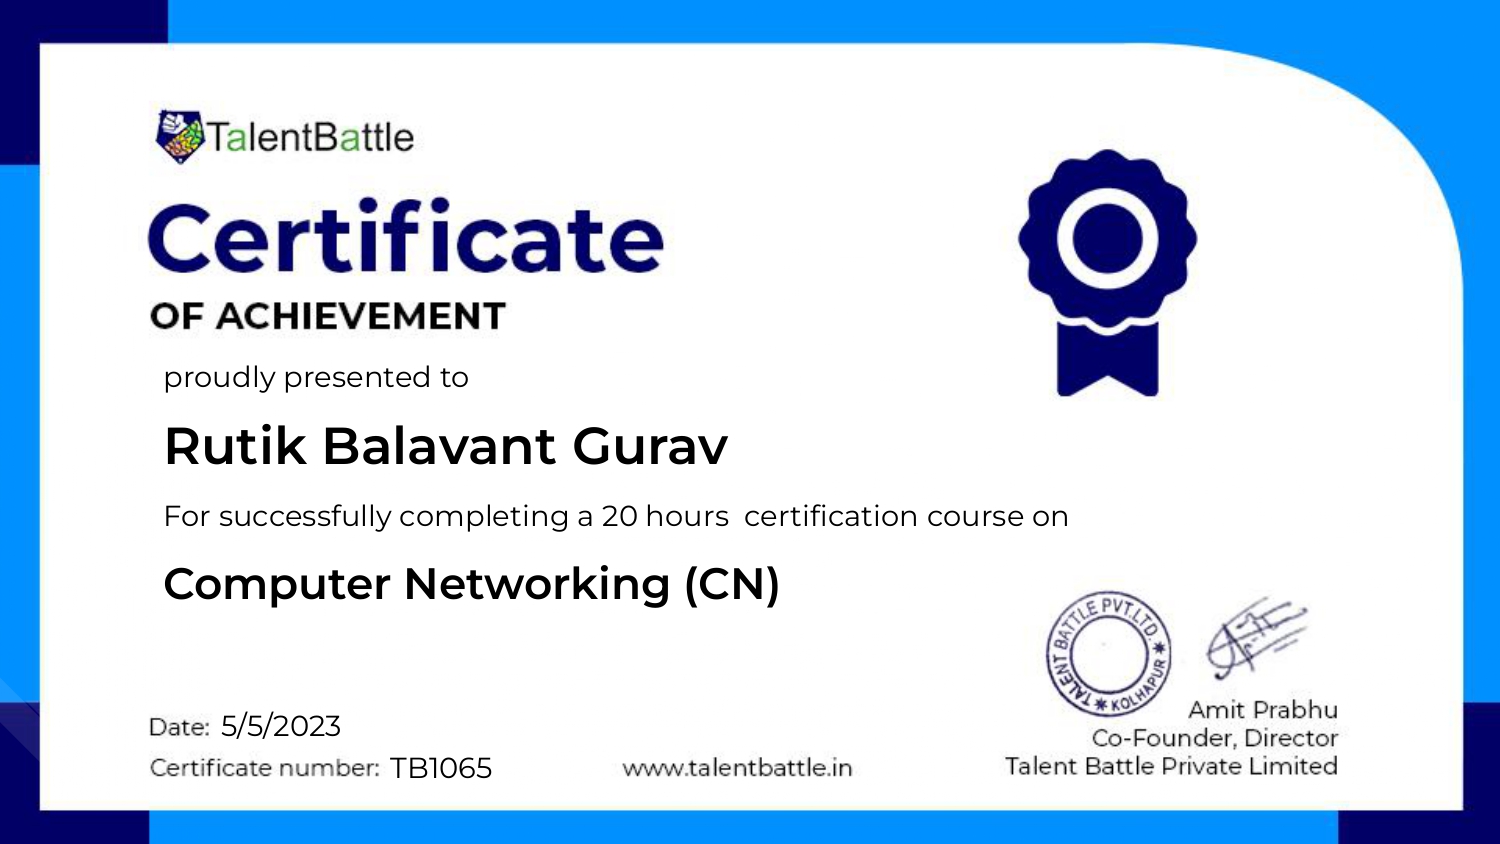 TalentBattle
Certificate
OF ACHIEVEMENT
proudly presented to
Rutik Balavant Gurav
For successfully completing a 20 hours certification course on
Computer Networking (CN)
TALENT BATTLE PVT.LTD. * KOLHAPUR *
Amit Prabhu
Co-Founder, Director
Talent Battle Private Limited
Date: 5/5/2023
Certificate number: TB1065
www.talentbattle.in